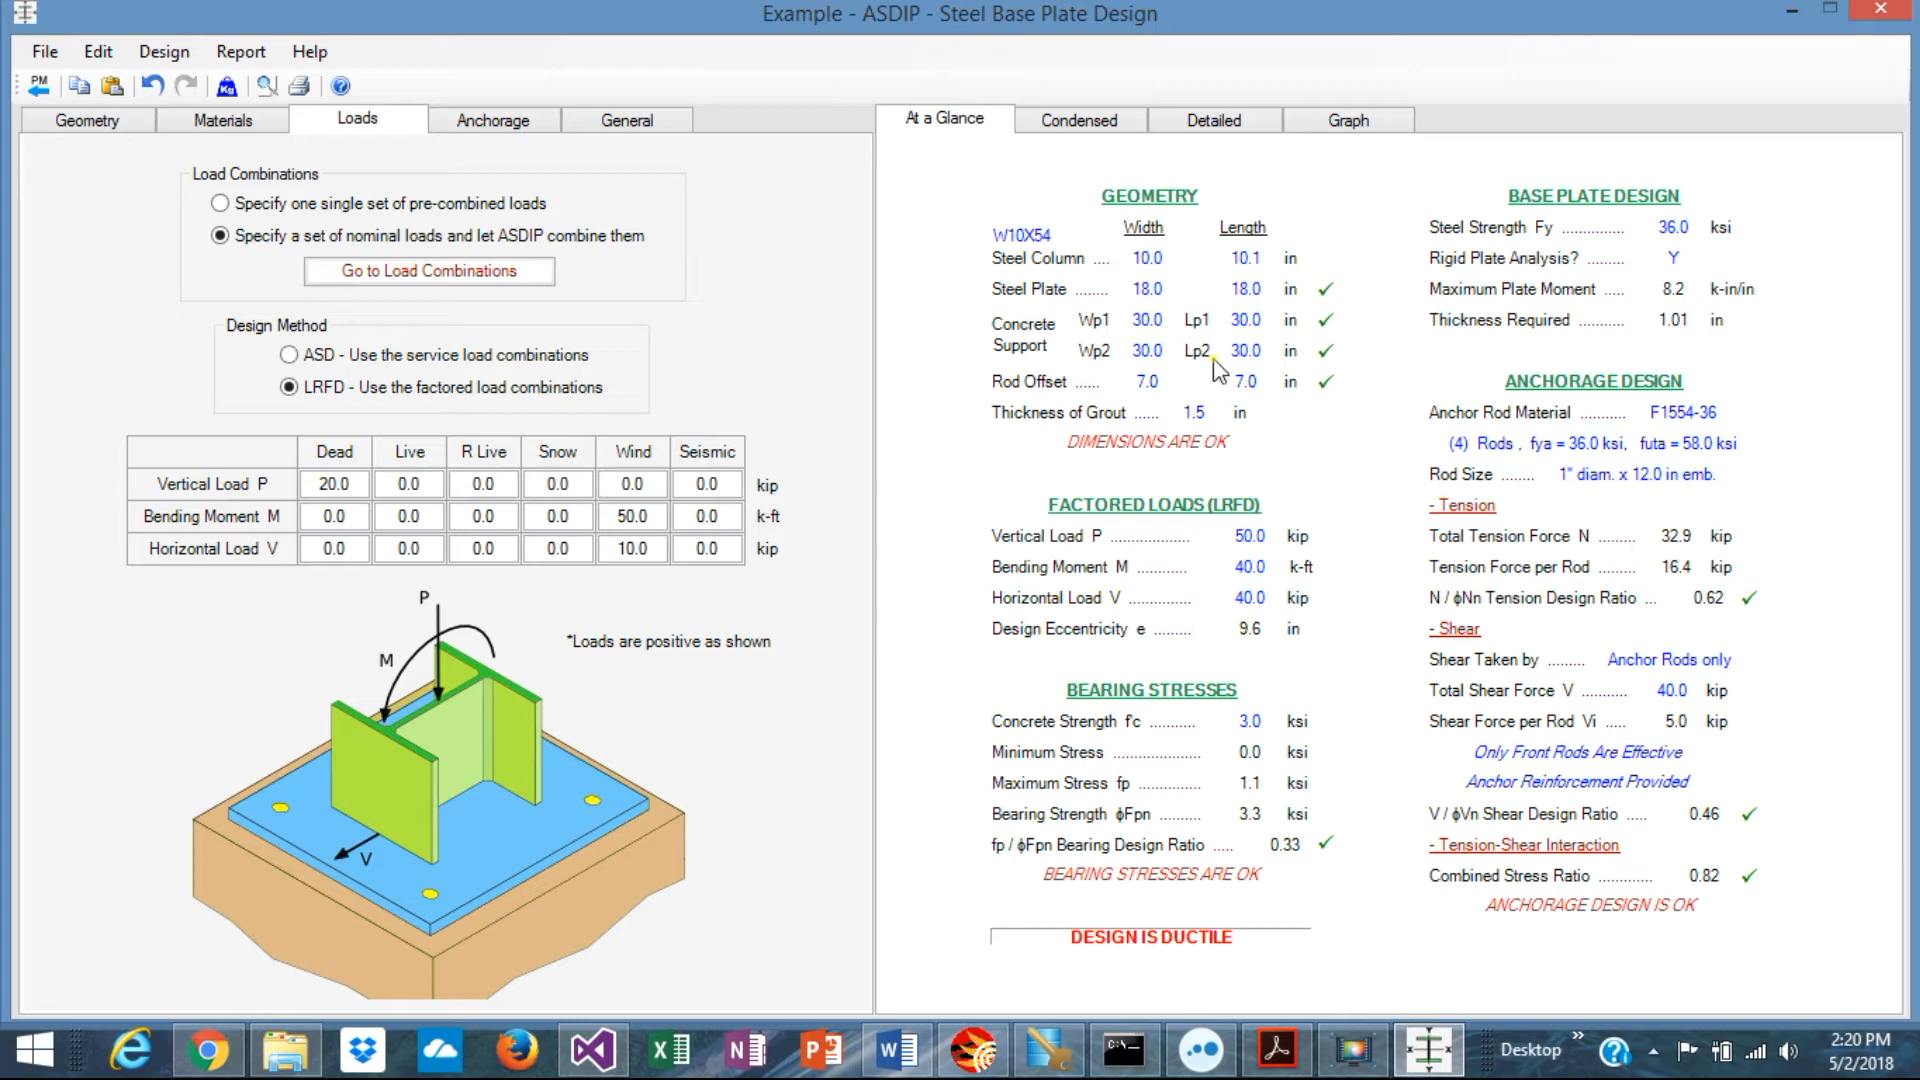 Example - ASDIP - Steel Base Plate Design
File Edit Design Report Help
PM Kg
Geometry Materials Loads Anchorage General
Load Combinations
Specify one single set of pre-combined loads
Specify a set of nominal loads and let ASDIP combine them
Go to Load Combinations
Design Method
ASD - Use the service load combinations
LRFD - Use the factored load combinations
Dead Live R Live Snow Wind Seismic
Vertical Load P 20.0 0.0 0.0 0.0 0.0 0.0 kip
Bending Moment M 0.0 0.0 0.0 0.0 50.0 0.0 k-ft
Horizontal Load V 0.0 0.0 0.0 0.0 10.0 0.0 kip
P
M
*Loads are positive as shown
V
At a Glance Condensed Detailed Graph
GEOMETRY
W10X54 Width Length
Steel Column .... 10.0 10.1 in
Steel Plate ........ 18.0 18.0 in ✓
Concrete Support Wp1 30.0 Lp1 30.0 in ✓
Wp2 30.0 Lp2 30.0 in ✓
Rod Offset ...... 7.0 7.0 in ✓
Thickness of Grout ...... 1.5 in
DIMENSIONS ARE OK
FACTORED LOADS (LRFD)
Vertical Load P .................. 50.0 kip
Bending Moment M ............ 40.0 k-ft
Horizontal Load V .............. 40.0 kip
Design Eccentricity e ......... 9.6 in
BEARING STRESSES
Concrete Strength f'c ........... 3.0 ksi
Minimum Stress .................... 0.0 ksi
Maximum Stress fp ............... 1.1 ksi
Bearing Strength ϕFpn .......... 3.3 ksi
fp / ϕFpn Bearing Design Ratio ..... 0.33 ✓
BEARING STRESSES ARE OK
DESIGN IS DUCTILE
BASE PLATE DESIGN
Steel Strength Fy .............. 36.0 ksi
Rigid Plate Analysis? ......... Y
Maximum Plate Moment ..... 8.2 k-in/in
Thickness Required ........... 1.01 in
ANCHORAGE DESIGN
Anchor Rod Material ........... F1554-36
(4) Rods , fya = 36.0 ksi, futa = 58.0 ksi
Rod Size ........ 1" diam. x 12.0 in emb.
- Tension
Total Tension Force N ......... 32.9 kip
Tension Force per Rod ......... 16.4 kip
N / ϕNn Tension Design Ratio ... 0.62 ✓
- Shear
Shear Taken by ......... Anchor Rods only
Total Shear Force V ........... 40.0 kip
Shear Force per Rod Vi ..... 5.0 kip
Only Front Rods Are Effective
Anchor Reinforcement Provided
V / ϕVn Shear Design Ratio ..... 0.46 ✓
- Tension-Shear Interaction
Combined Stress Ratio ............. 0.82 ✓
ANCHORAGE DESIGN IS OK
Desktop
2:20 PM
5/2/2018